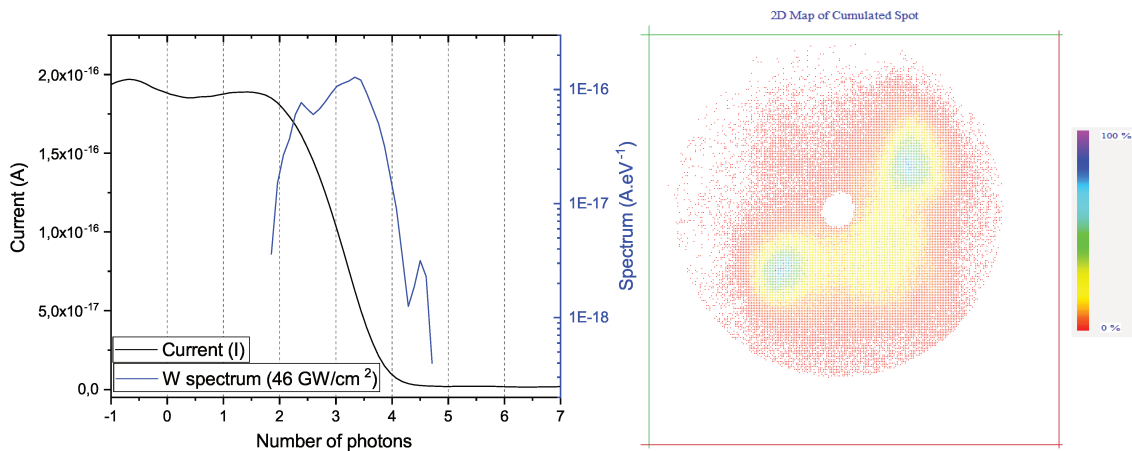 2D Map of Cumulated Spot
2,0x10⁻¹⁶
1,5x10⁻¹⁶
1,0x10⁻¹⁶
5,0x10⁻¹⁷
0,0
Current (A)
Current (I)
W spectrum (46 GW/cm ²)
-1 0 1 2 3 4 5 6 7
Number of photons
1E-16
1E-17
1E-18
Spectrum (A.eV⁻¹)
100 %
0 %